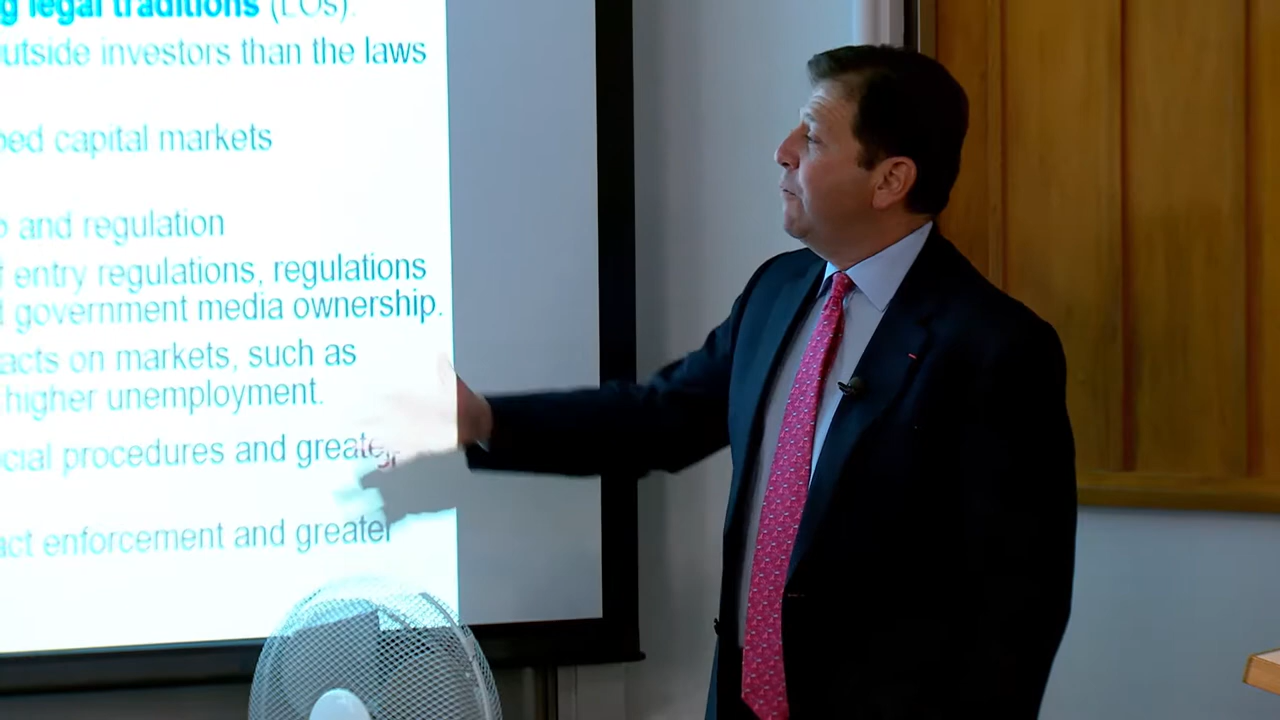 g legal traditions (LOs).
utside investors than the laws
ped capital markets
and regulation
entry regulations, regulations
government media ownership.
acts on markets, such as
higher unemployment.
cial procedures and greater
act enforcement and greater